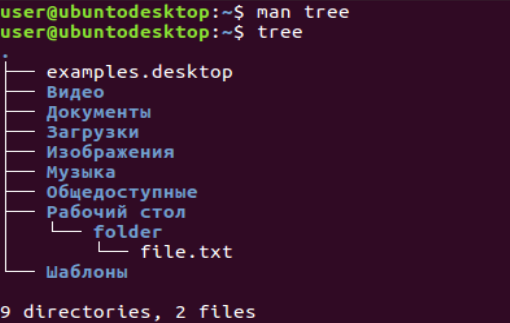 user@ubuntodesktop:~$ man tree
user@ubuntodesktop:~$ tree
.
├── examples.desktop
├── Видео
├── Документы
├── Загрузки
├── Изображения
├── Музыка
├── Общедоступные
├── Рабочий стол
│   └── folder
│       └── file.txt
└── Шаблоны
9 directories, 2 files